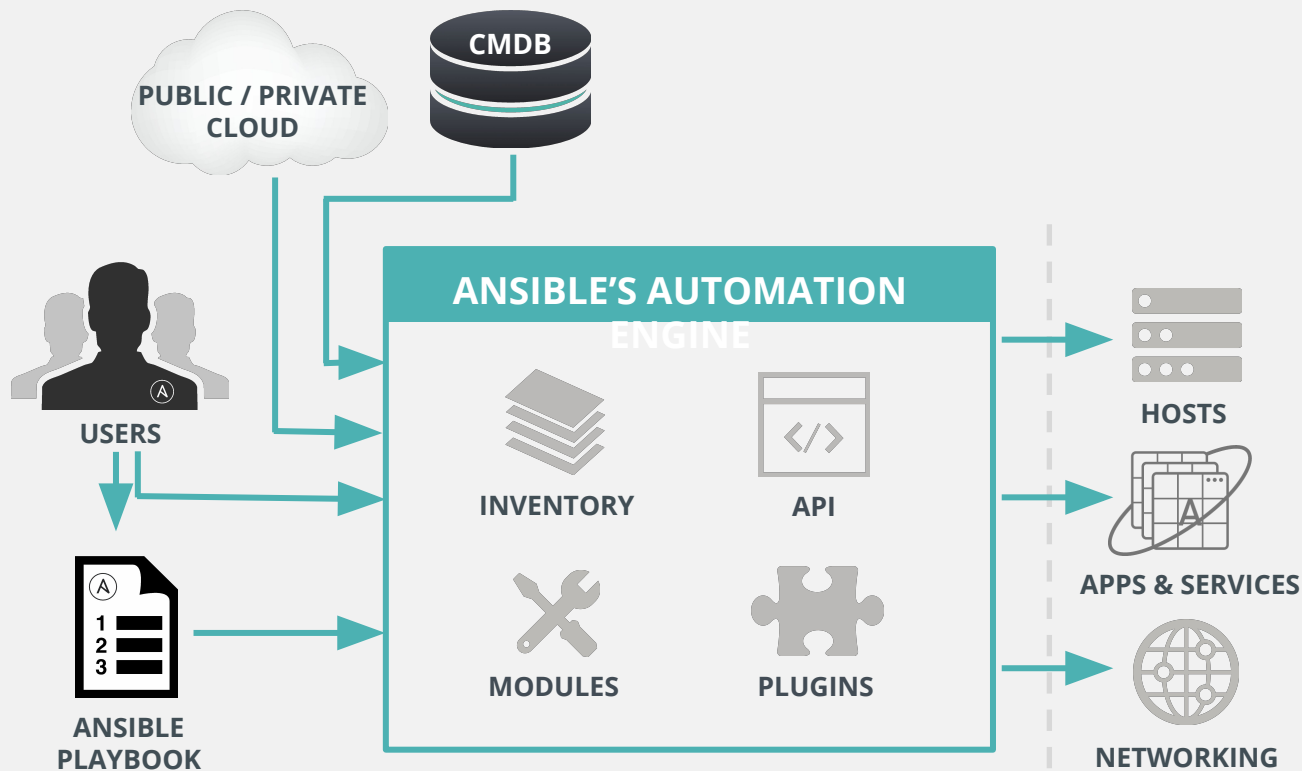 CMDB
PUBLIC / PRIVATE
CLOUD
ANSIBLE’S AUTOMATION
ENGINE
USERS
HOSTS
INVENTORY
</>
API
A
APPS & SERVICES
A
1
2
3
A
MODULES
PLUGINS
ANSIBLE
PLAYBOOK
NETWORKING